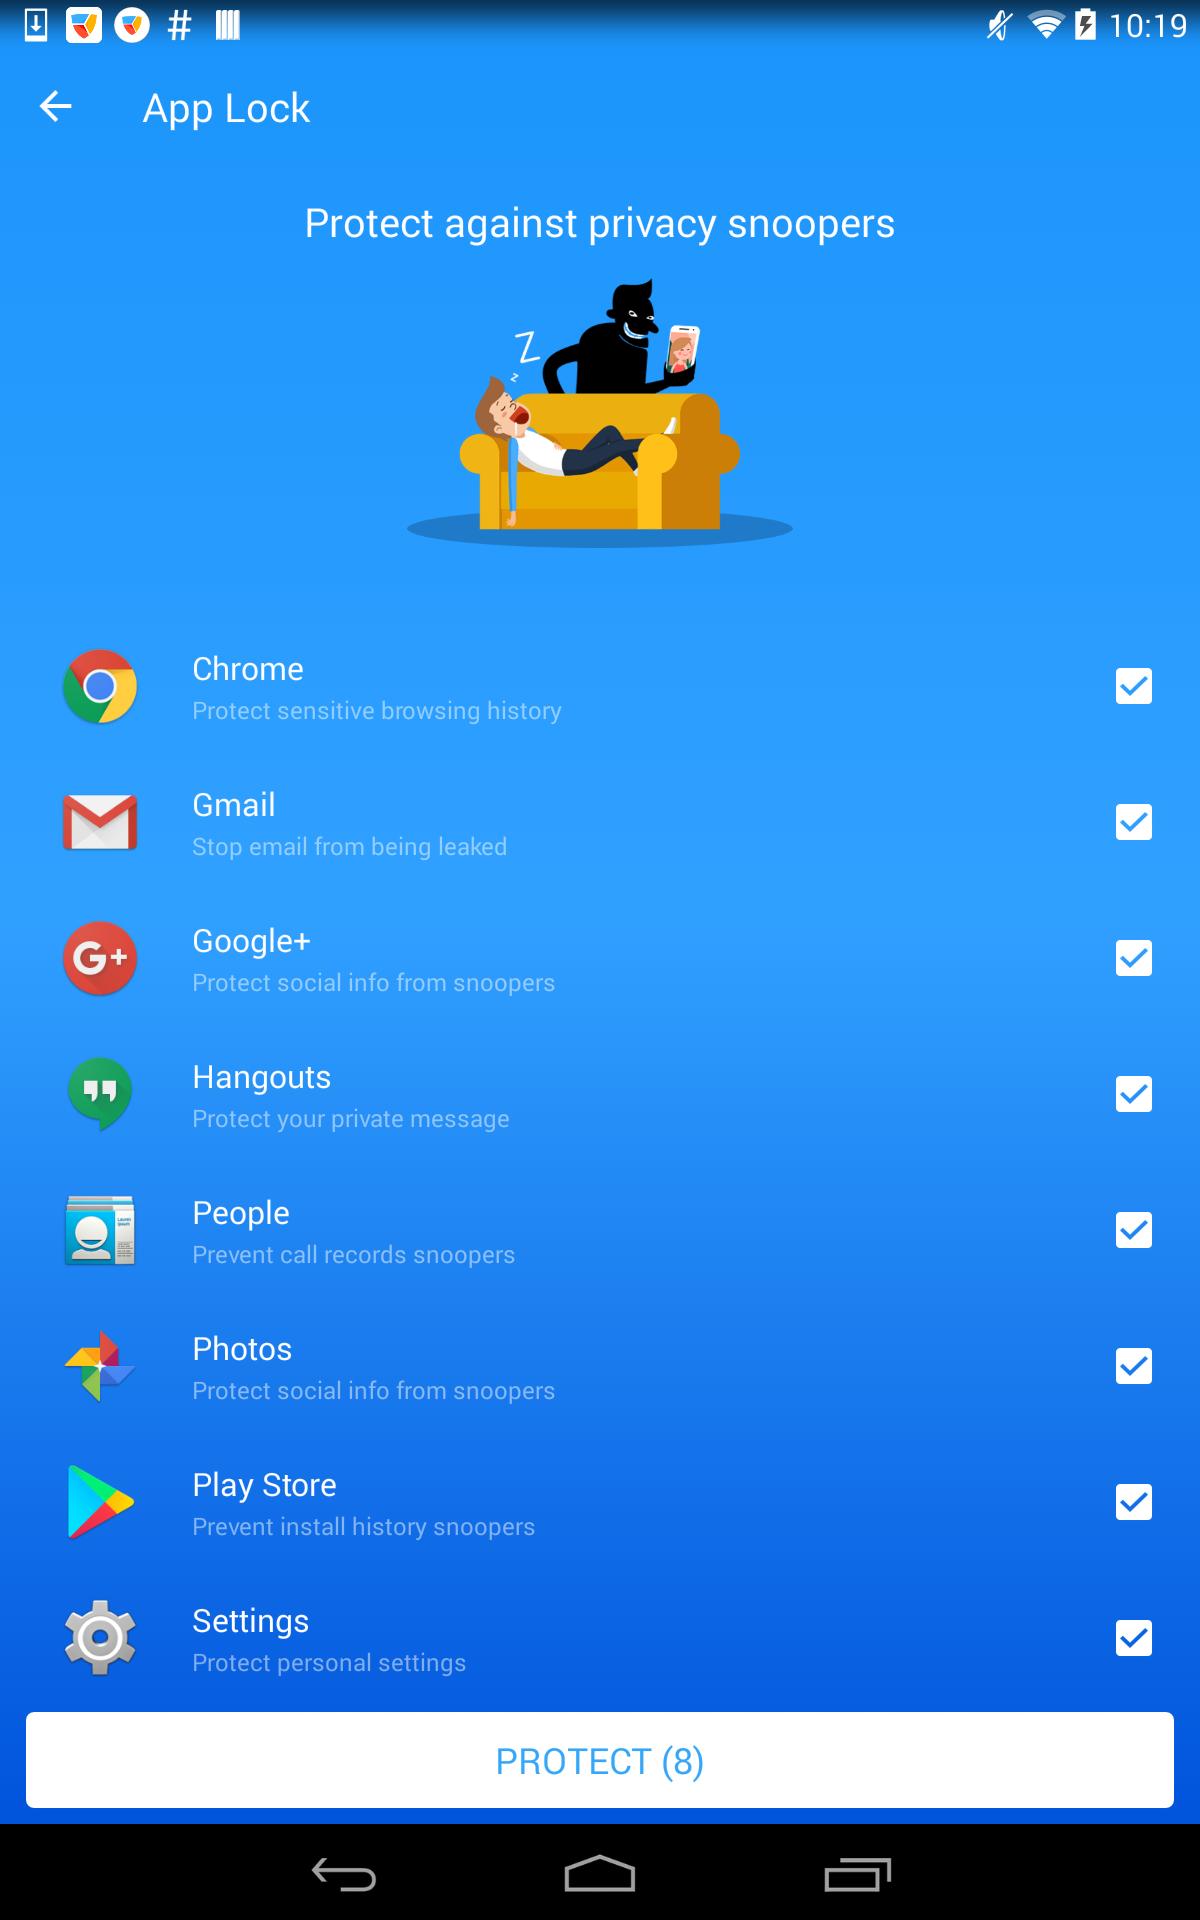 10:19
App Lock
Protect against privacy snoopers
Z
z
Chrome
Protect sensitive browsing history
Gmail
Stop email from being leaked
G+
Google+
Protect social info from snoopers
Hangouts
Protect your private message
People
Prevent call records snoopers
Photos
Protect social info from snoopers
Play Store
Prevent install history snoopers
Settings
Protect personal settings
PROTECT (8)